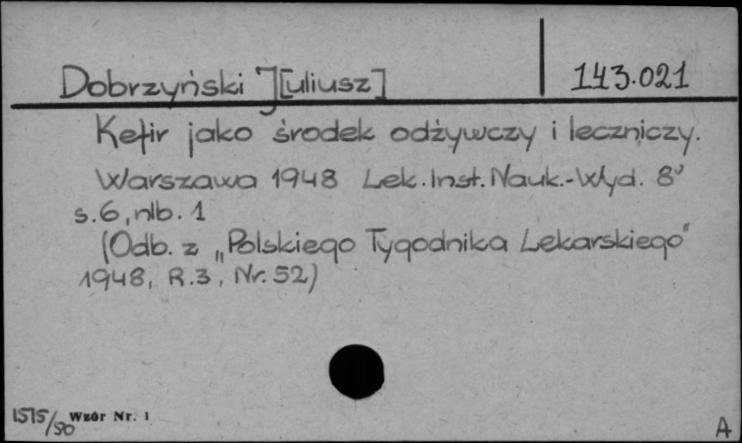 Dobrzyński J[uliusz]
143.021
Kefir jako środek odżywczy i leczniczy.
Warszawa 1948 Lek. Inst. Nauk.-Wyd. 8°
s. 6, nlb. 1
(Odb. z „Polskiego Tygodnika Lekarskiego"
1948, R.3, Nr. 52)
1515/50 Wzór Nr. 1
A